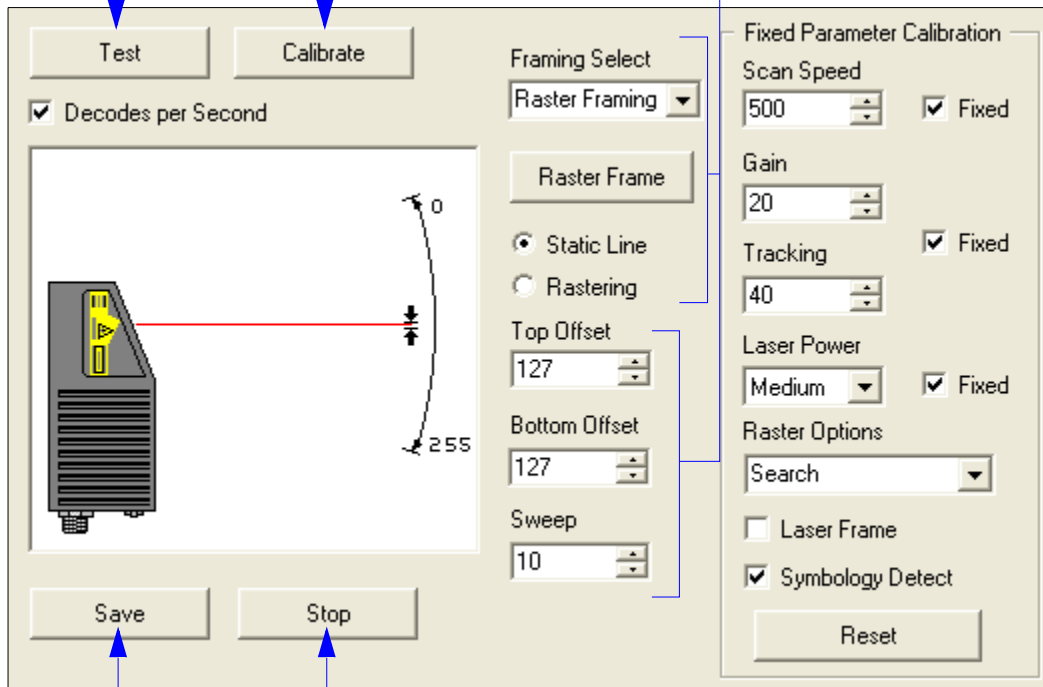 Test
Calibrate
Decodes per Second
0
255
Save
Stop
Framing Select
Raster Framing
Raster Frame
Static Line
Rastering
Top Offset
127
Bottom Offset
127
Sweep
10
Fixed Parameter Calibration
Scan Speed
500
Fixed
Gain
20
Fixed
Tracking
40
Laser Power
Medium
Fixed
Raster Options
Search
Laser Frame
Symbology Detect
Reset